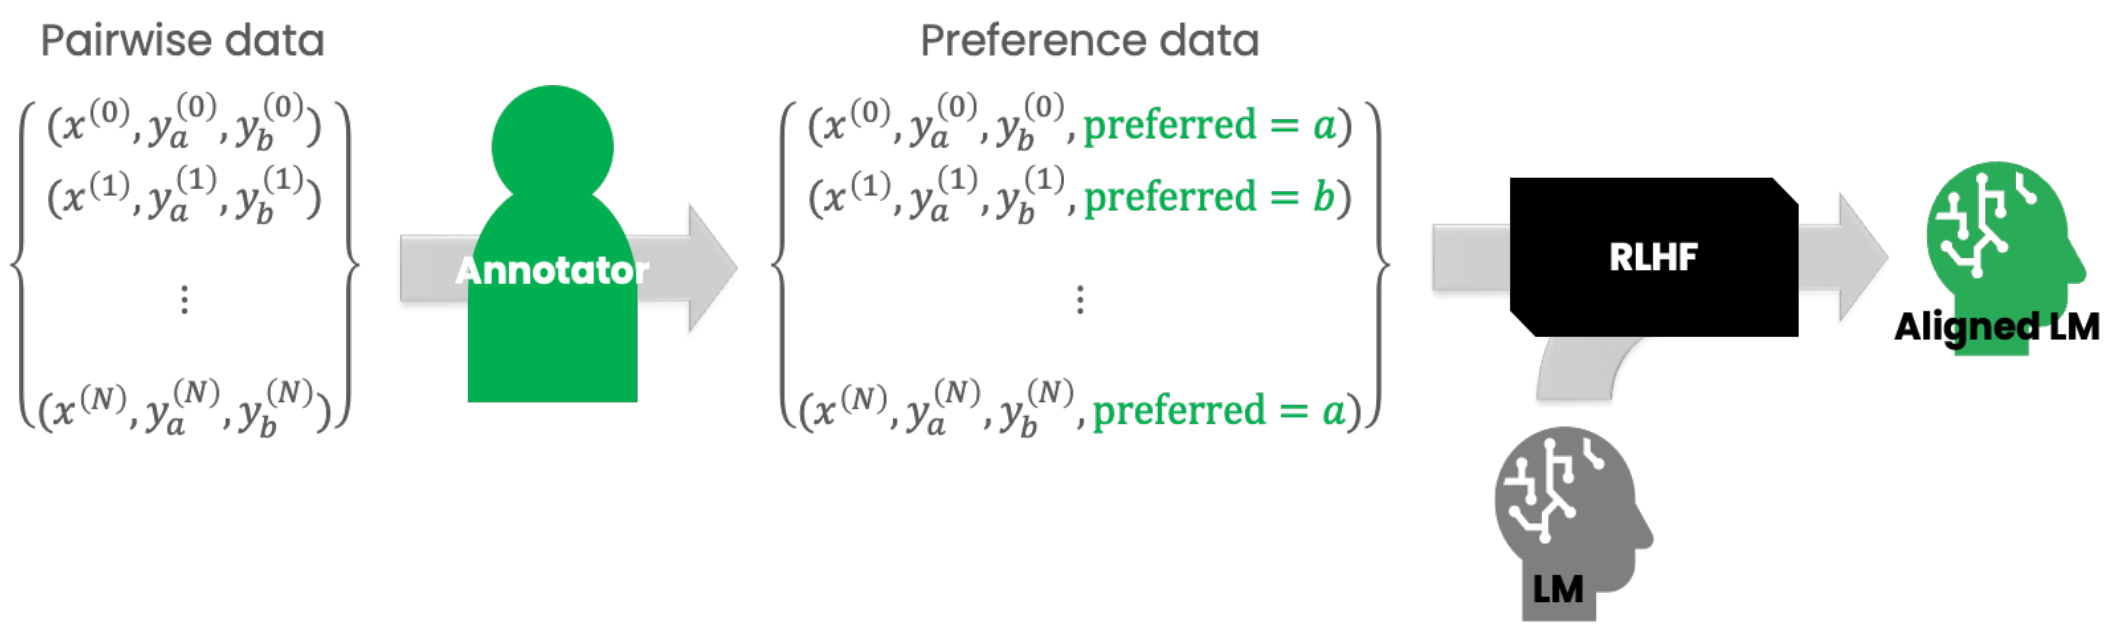 Pairwise data
(x^{(0)}, y_a^{(0)}, y_b^{(0)})
(x^{(1)}, y_a^{(1)}, y_b^{(1)})
⋮
(x^{(N)}, y_a^{(N)}, y_b^{(N)})
Annotator
Preference data
(x^{(0)}, y_a^{(0)}, y_b^{(0)}, preferred = a)
(x^{(1)}, y_a^{(1)}, y_b^{(1)}, preferred = b)
⋮
(x^{(N)}, y_a^{(N)}, y_b^{(N)}, preferred = a)
RLHF
LM
Aligned LM